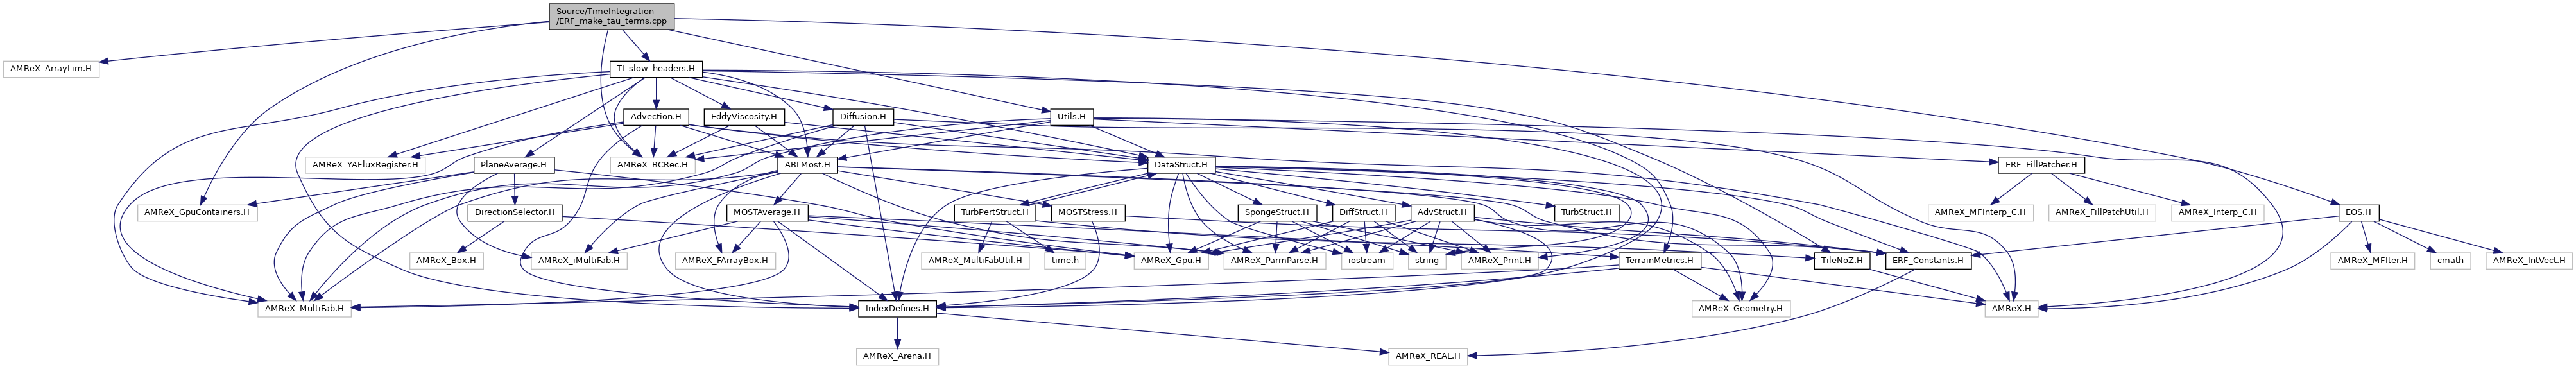 Source/TimeIntegration
/ERF_make_tau_terms.cpp
AMReX_ArrayLim.H
TI_slow_headers.H
Advection.H
EddyViscosity.H
Diffusion.H
Utils.H
AMReX_YAFluxRegister.H
PlaneAverage.H
AMReX_BCRec.H
ABLMost.H
DataStruct.H
ERF_FillPatcher.H
AMReX_GpuContainers.H
DirectionSelector.H
MOSTAverage.H
TurbPertStruct.H
MOSTStress.H
SpongeStruct.H
DiffStruct.H
AdvStruct.H
TurbStruct.H
AMReX_MFInterp_C.H
AMReX_FillPatchUtil.H
AMReX_Interp_C.H
EOS.H
AMReX_Box.H
AMReX_iMultiFab.H
AMReX_FArrayBox.H
AMReX_MultiFabUtil.H
time.h
AMReX_Gpu.H
AMReX_ParmParse.H
iostream
string
AMReX_Print.H
TerrainMetrics.H
TileNoZ.H
ERF_Constants.H
AMReX_MFIter.H
cmath
AMReX_IntVect.H
AMReX_MultiFab.H
IndexDefines.H
AMReX_Geometry.H
AMReX.H
AMReX_Arena.H
AMReX_REAL.H